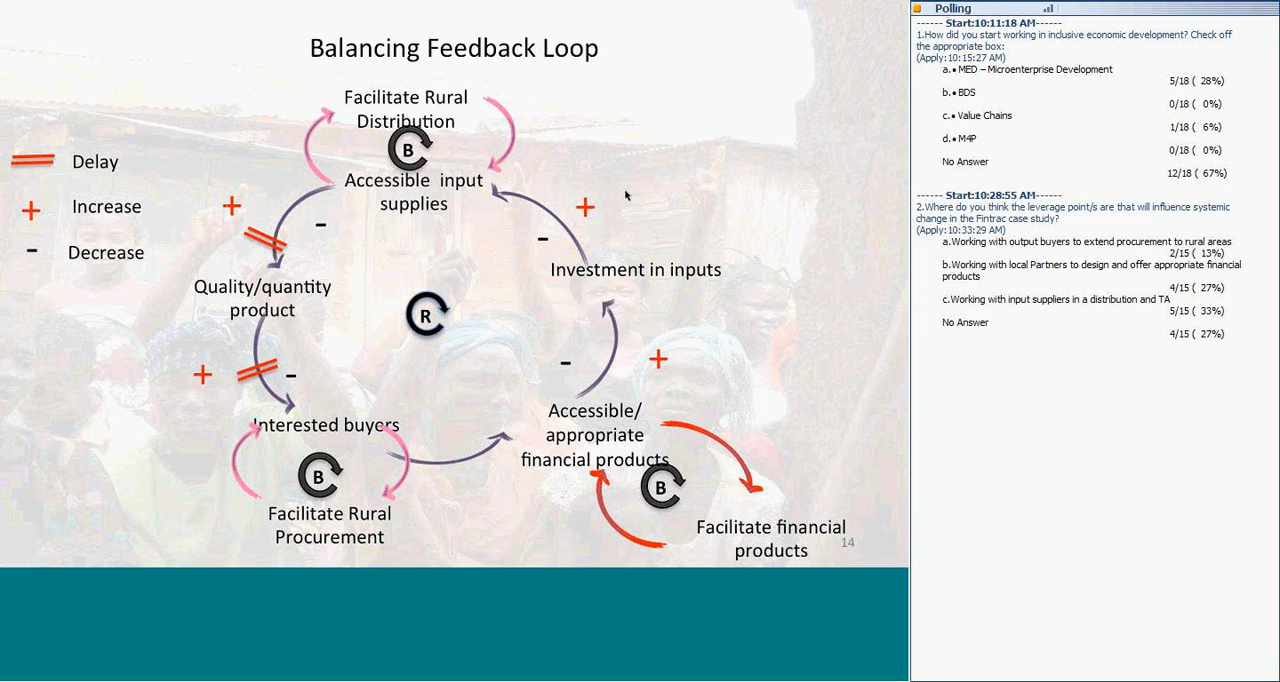 Balancing Feedback Loop
Facilitate Rural
Distribution
B
Accessible input
supplies
Delay
+ Increase
- Decrease
+
-
+
-
Investment in inputs
Quality/quantity
product
R
+
-
-
+
Interested buyers
Accessible/
appropriate
financial products
B
B
Facilitate Rural
Procurement
Facilitate financial
products
14
Polling
------ Start:10:11:18 AM------
1.How did you start working in inclusive economic development? Check off
the appropriate box:
(Apply:10:15:27 AM)
a.• MED – Microenterprise Development
5/18 ( 28%)
b.• BDS
0/18 ( 0%)
c.• Value Chains
1/18 ( 6%)
d.• M4P
0/18 ( 0%)
No Answer
12/18 ( 67%)
------ Start:10:28:55 AM------
2.Where do you think the leverage point/s are that will influence systemic
change in the Fintrac case study?
(Apply:10:33:29 AM)
a.Working with output buyers to extend procurement to rural areas
2/15 ( 13%)
b.Working with local Partners to design and offer appropriate financial
products
4/15 ( 27%)
c.Working with input suppliers in a distribution and TA
5/15 ( 33%)
No Answer
4/15 ( 27%)